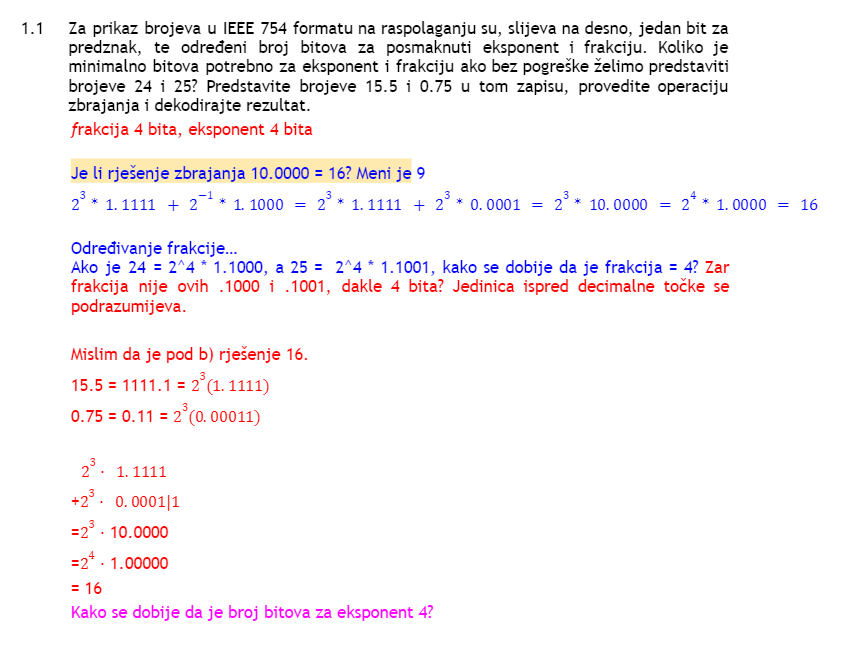 1.1 Za prikaz brojeva u IEEE 754 formatu na raspolaganju su, slijeva na desno, jedan bit za
predznak, te određeni broj bitova za posmaknuti eksponent i frakciju. Koliko je
minimalno bitova potrebno za eksponent i frakciju ako bez pogreške želimo predstaviti
brojeve 24 i 25? Predstavite brojeve 15.5 i 0.75 u tom zapisu, provedite operaciju
zbrajanja i dekodirajte rezultat.
frakcija 4 bita, eksponent 4 bita
Je li rješenje zbrajanja 10.0000 = 16? Meni je 9
2^3 * 1.1111 + 2^-1 * 1.1000 = 2^3 * 1.1111 + 2^3 * 0.0001 = 2^3 * 10.0000 = 2^4 * 1.0000 = 16
Određivanje frakcije...
Ako je 24 = 2^4 * 1.1000, a 25 = 2^4 * 1.1001, kako se dobije da je frakcija = 4? Zar
frakcija nije ovih .1000 i .1001, dakle 4 bita? Jedinica ispred decimalne točke se
podrazumijeva.
Mislim da je pod b) rješenje 16.
15.5 = 1111.1 = 2^3(1.1111)
0.75 = 0.11 = 2^3(0.00011)
2^3 · 1.1111
+2^3 · 0.0001|1
=2^3 · 10.0000
=2^4 · 1.00000
= 16
Kako se dobije da je broj bitova za eksponent 4?